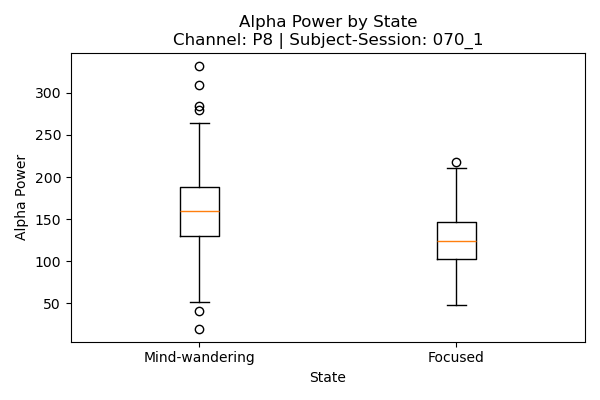 Alpha Power by State
Channel: P8 | Subject-Session: 070_1
300
250
200
150
100
50
Alpha Power
Mind-wandering
Focused
State